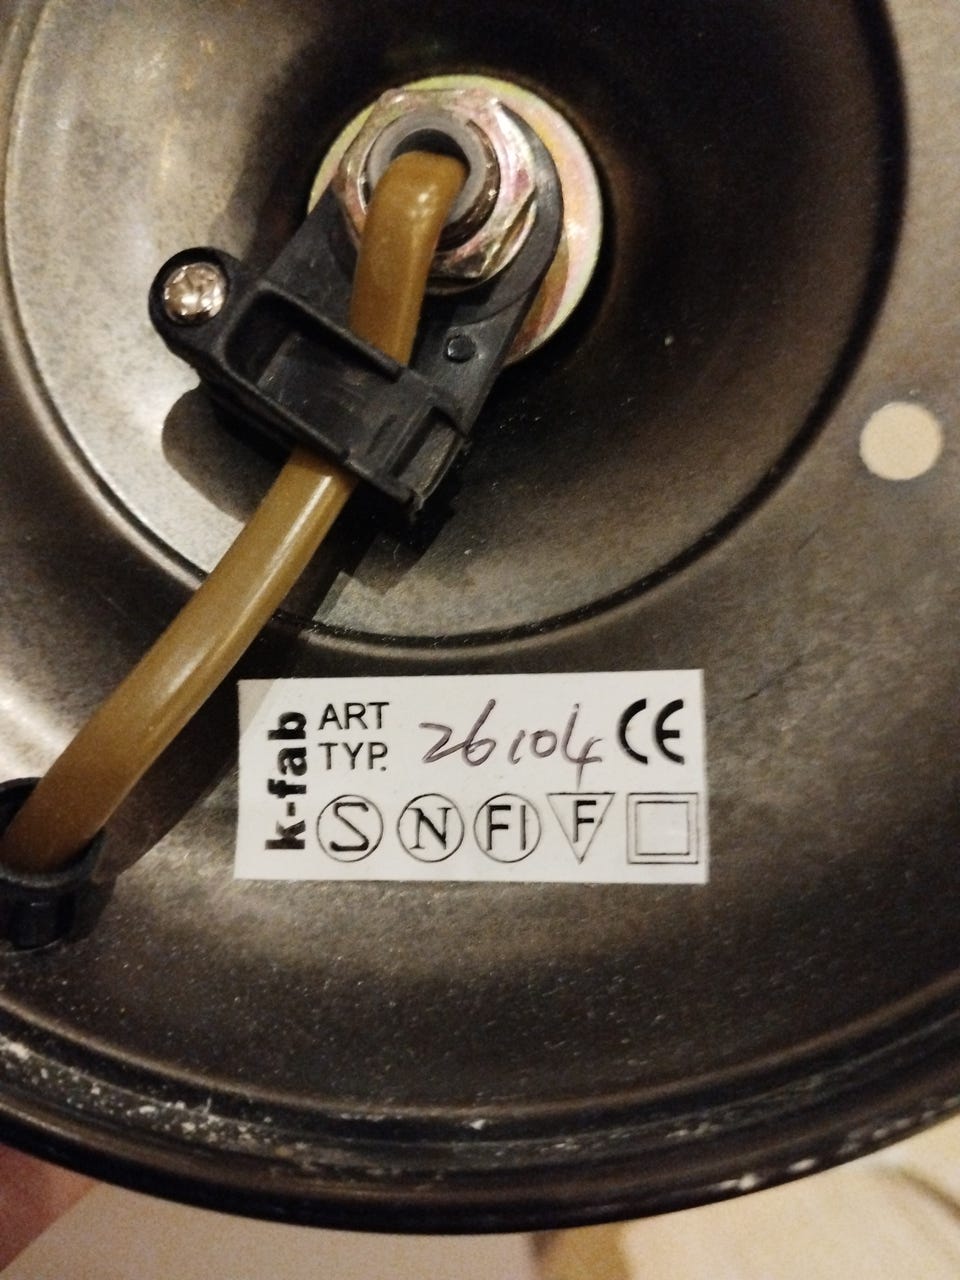 k-fab
ART 26104 CE
TYP.
S N FI F